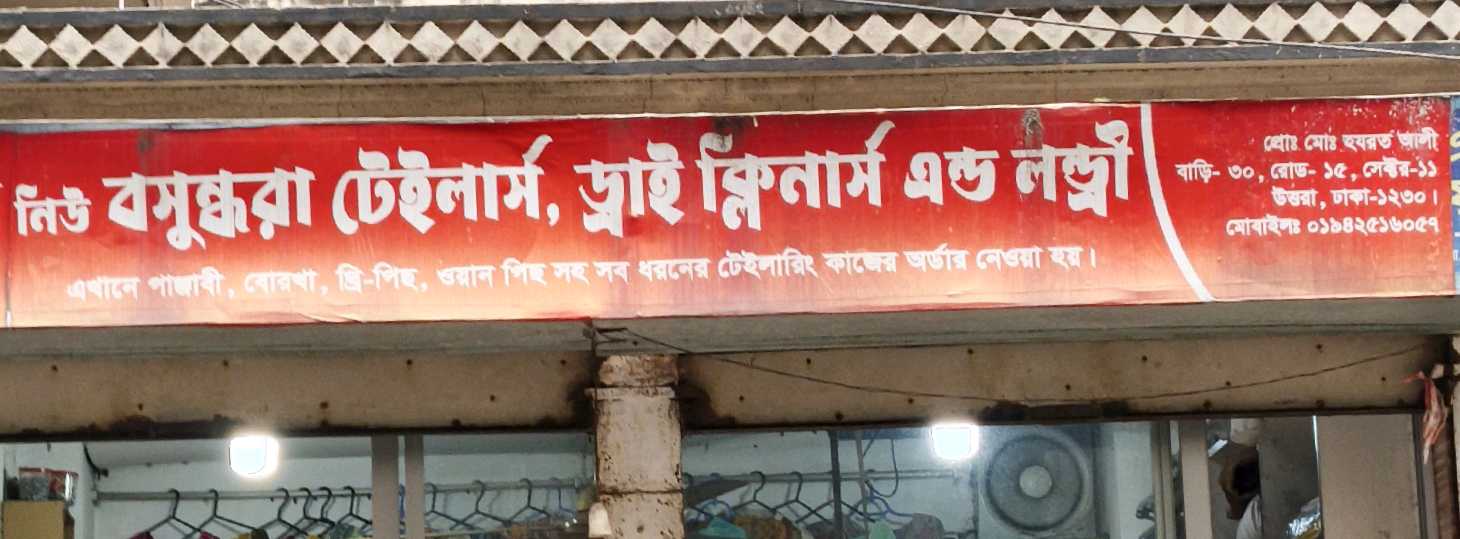 নিউ বসুন্ধরা টেইলার্স, ড্রাই ক্লিনার্স এন্ড লন্ড্রী
এখানে পাঞ্জাবী, বোরখা, থ্রি-পিছ, ওয়ান পিছ সহ সব ধরনের টেইলারিং কাজের অর্ডার নেওয়া হয়।
প্রোঃ মোঃ হযরত আলী
বাড়ি- ৩০, রোড- ১৫, সেক্টর-১১
উত্তরা, ঢাকা-১২৩০।
মোবাইলঃ ০১৯৪২৫১৬০৫৭